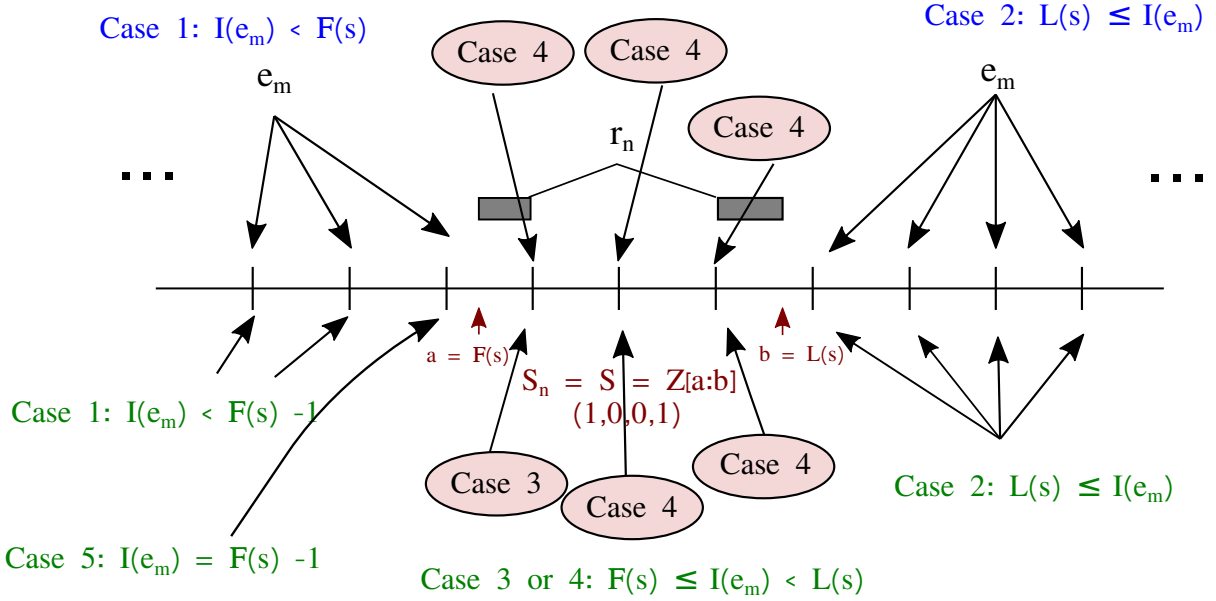 Case 1: I(eₘ) < F(s)
Case 4
Case 4
Case 2: L(s) ≤ I(eₘ)
eₘ
eₘ
Case 4
rₙ
...
...
a = F(s)
b = L(s)
Sₙ = S = Z[a:b]
(1,0,0,1)
Case 1: I(eₘ) < F(s) -1
Case 3
Case 4
Case 4
Case 2: L(s) ≤ I(eₘ)
Case 5: I(eₘ) = F(s) -1
Case 3 or 4: F(s) ≤ I(eₘ) < L(s)